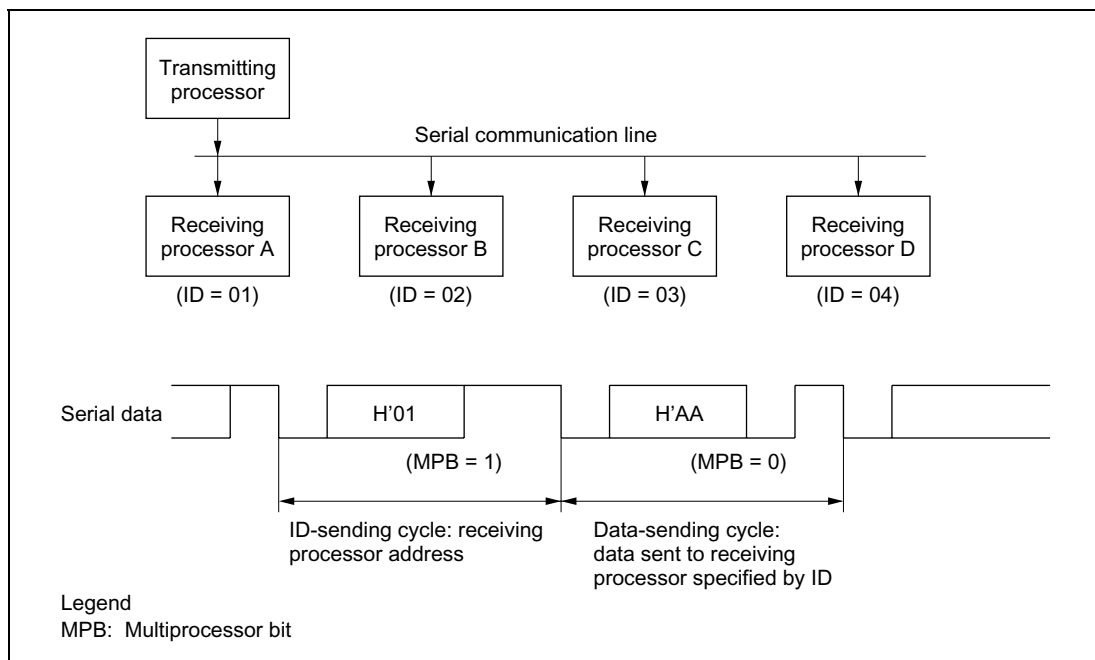 Transmitting
processor
Serial communication line
Receiving
processor A
Receiving
processor B
Receiving
processor C
Receiving
processor D
(ID = 01)
(ID = 02)
(ID = 03)
(ID = 04)
Serial data
H'01
H'AA
(MPB = 1)
(MPB = 0)
ID-sending cycle: receiving
processor address
Data-sending cycle:
data sent to receiving
processor specified by ID
Legend
MPB: Multiprocessor bit